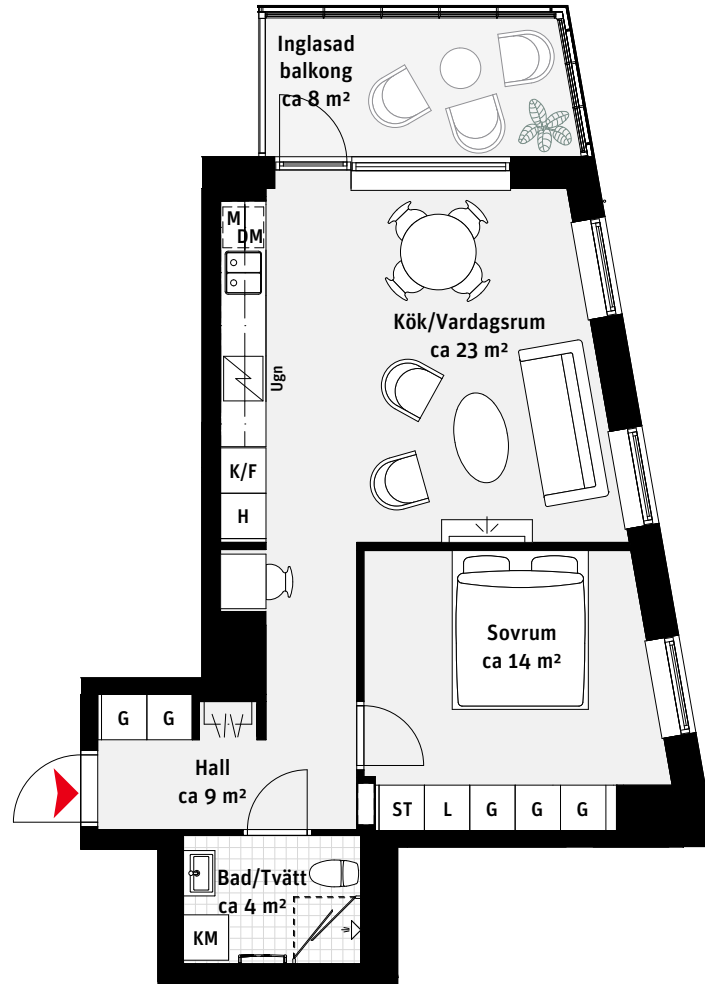 Inglasad
balkong
ca 8 m²
M
DM
Kök/Vardagsrum
ca 23 m²
Ugn
K/F
H
Sovrum
ca 14 m²
G G
Hall
ca 9 m²
ST L G G G
Bad/Tvätt
ca 4 m²
KM